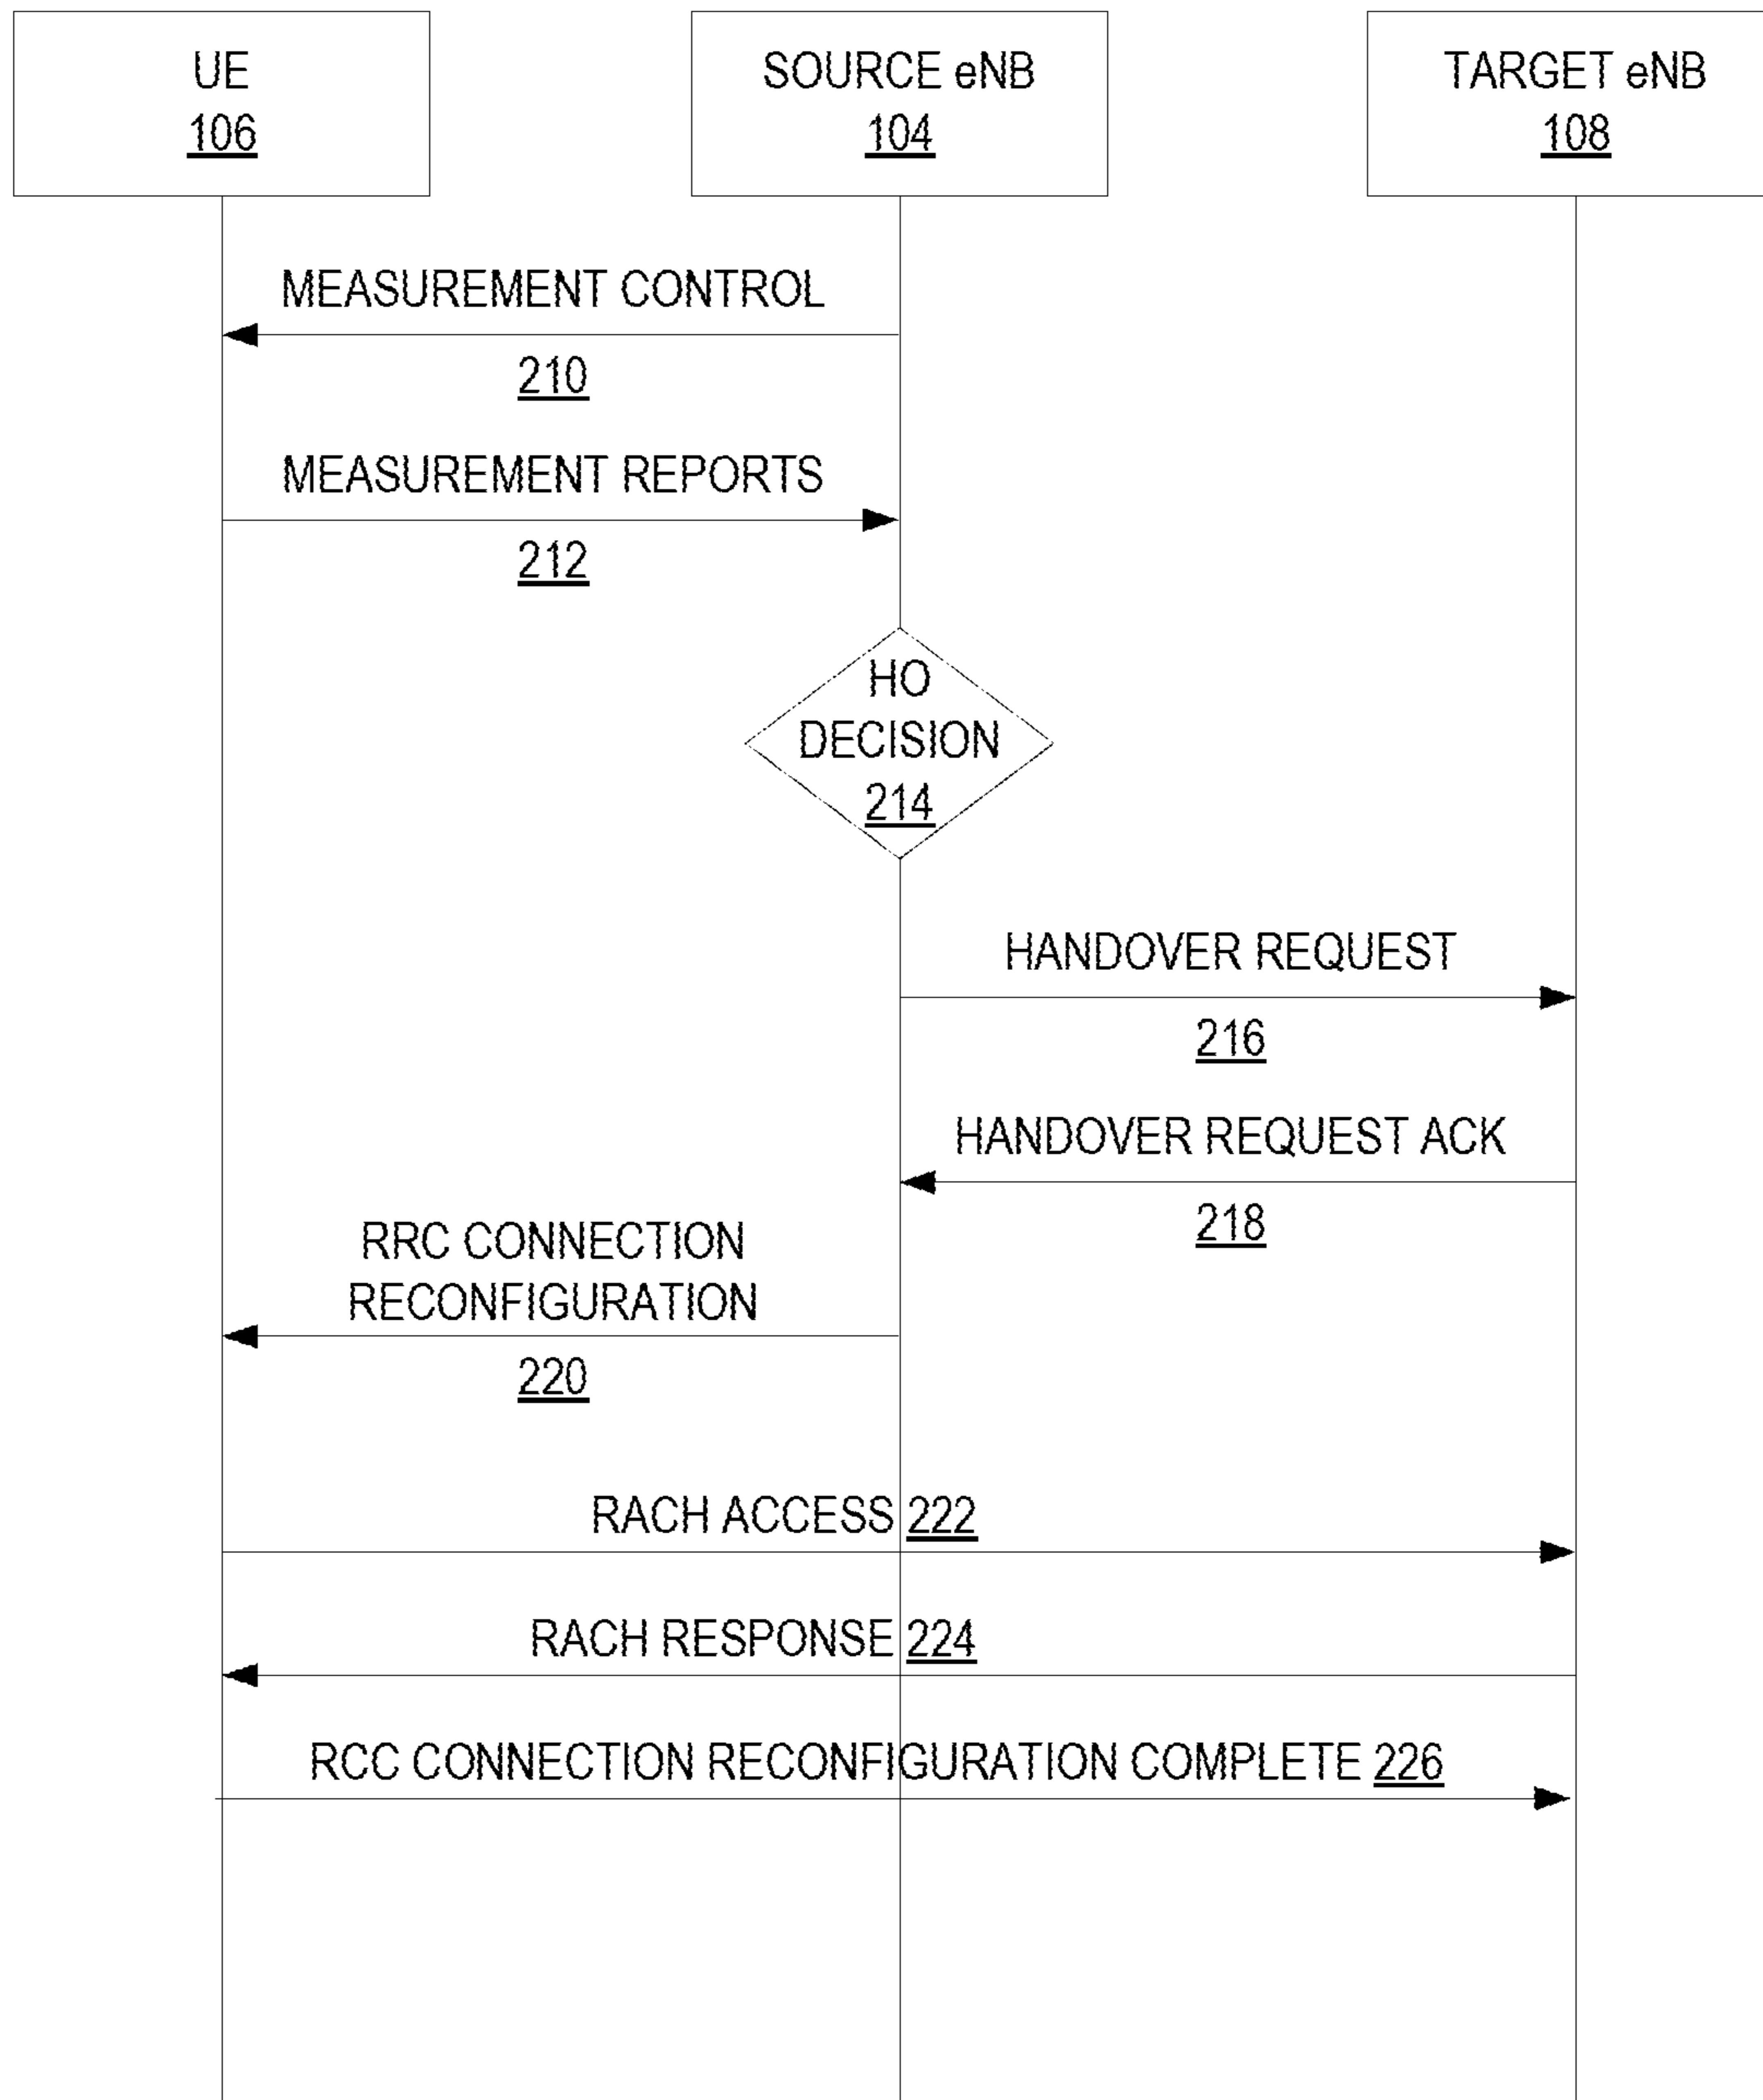 UE
106
SOURCE eNB
104
TARGET eNB
108
MEASUREMENT CONTROL
210
MEASUREMENT REPORTS
212
HO
DECISION
214
HANDOVER REQUEST
216
HANDOVER REQUEST ACK
218
RRC CONNECTION
RECONFIGURATION
220
RACH ACCESS 222
RACH RESPONSE 224
RCC CONNECTION RECONFIGURATION COMPLETE 226